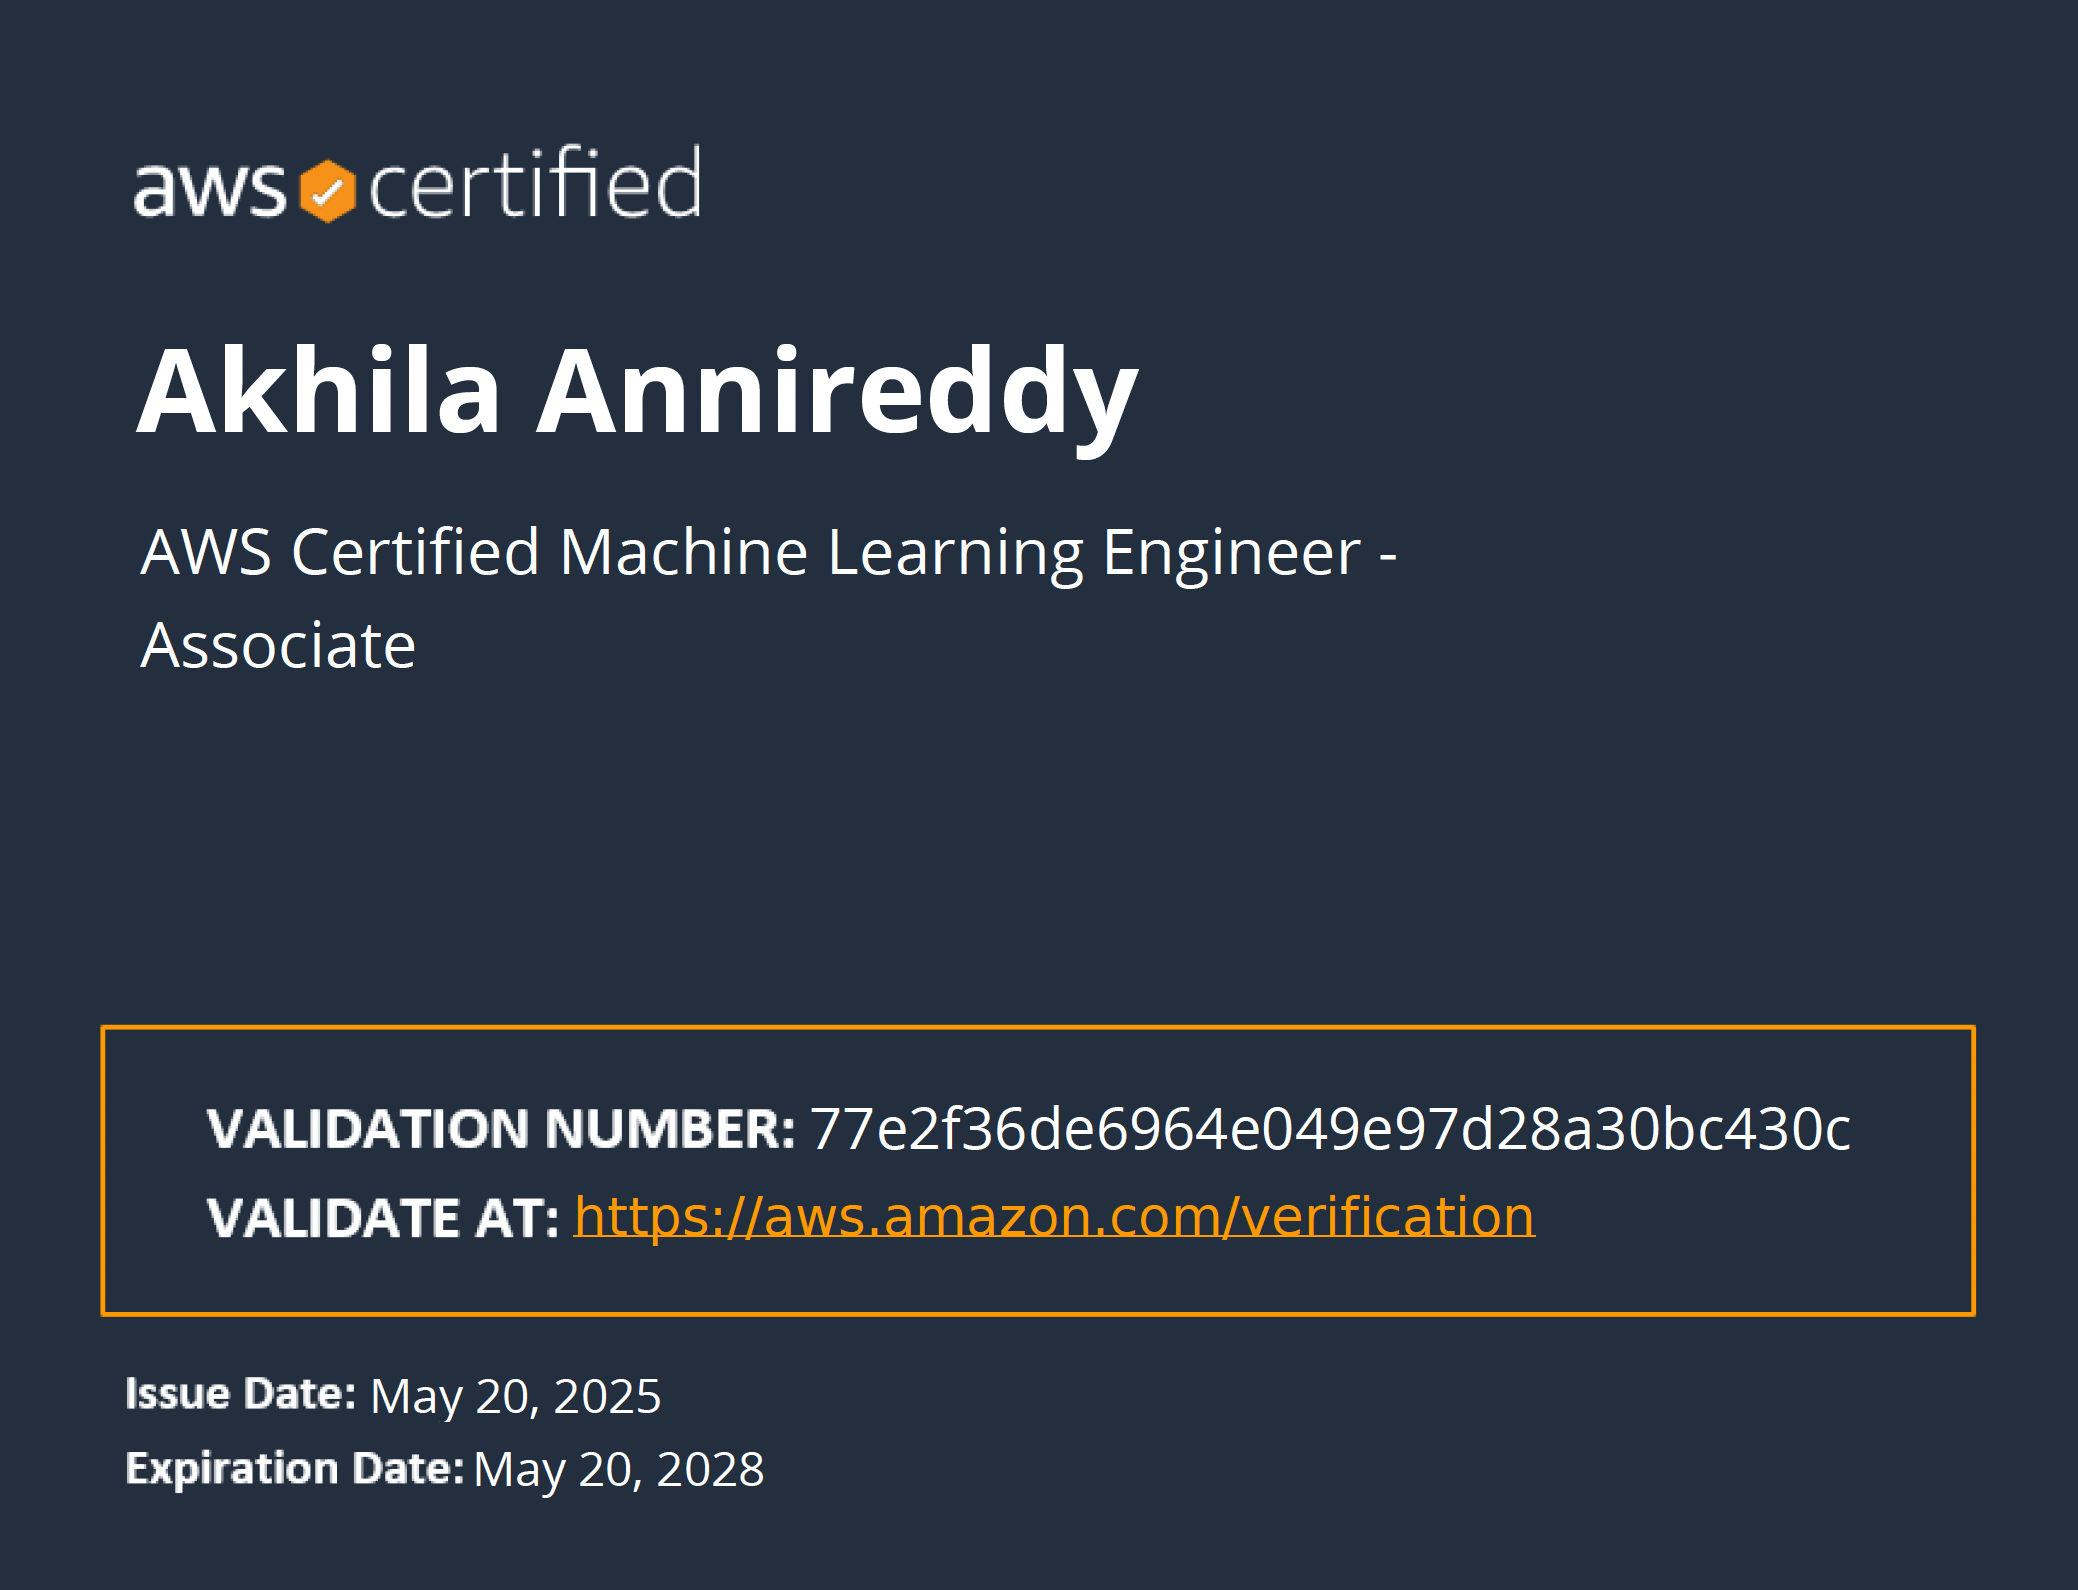 aws certified
Akhila Annireddy
AWS Certified Machine Learning Engineer -
Associate
VALIDATION NUMBER: 77e2f36de6964e049e97d28a30bc430c
VALIDATE AT: https://aws.amazon.com/verification
Issue Date: May 20, 2025
Expiration Date: May 20, 2028